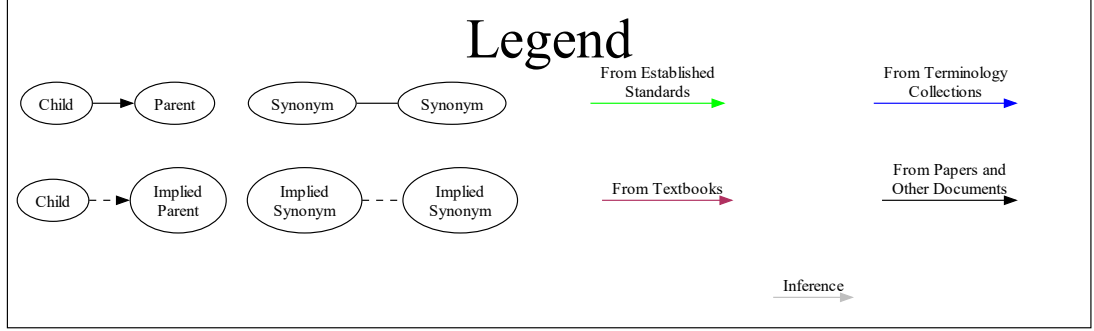 Legend
Child
Parent
Synonym
Synonym
From Established
Standards
From Terminology
Collections
Child
Implied
Parent
Implied
Synonym
Implied
Synonym
From Textbooks
From Papers and
Other Documents
Inference